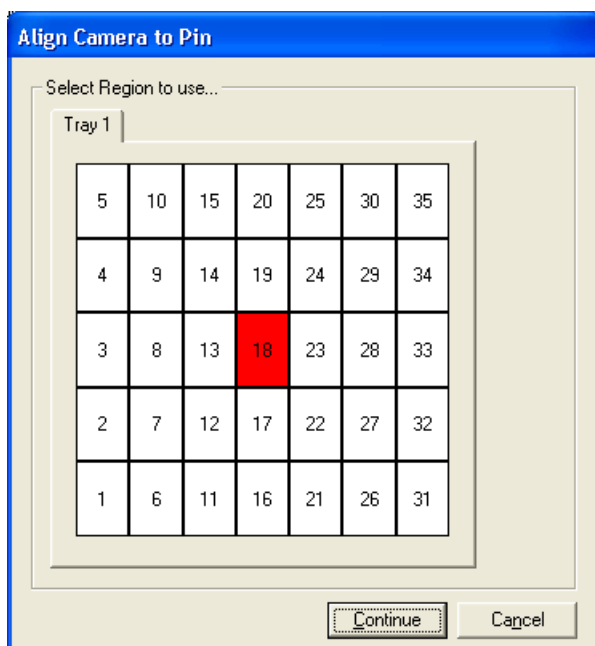 Align Camera to Pin
Select Region to use...
Tray 1
5 10 15 20 25 30 35
4 9 14 19 24 29 34
3 8 13 18 23 28 33
2 7 12 17 22 27 32
1 6 11 16 21 26 31
Continue Cancel